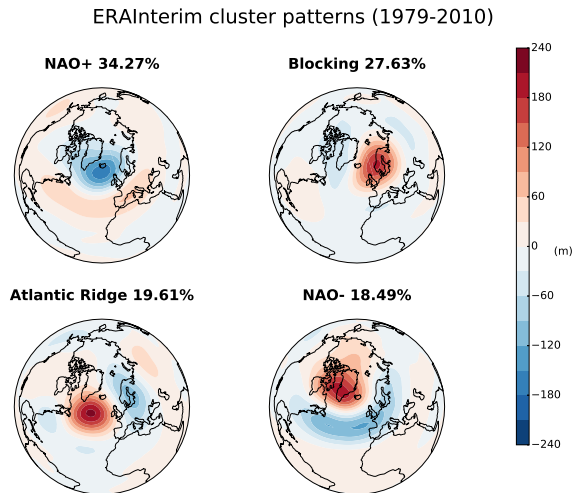 ERAInterim cluster patterns (1979-2010)
NAO+ 34.27%
Blocking 27.63%
Atlantic Ridge 19.61%
NAO- 18.49%
240
180
120
60
0
(m)
−60
−120
−180
−240